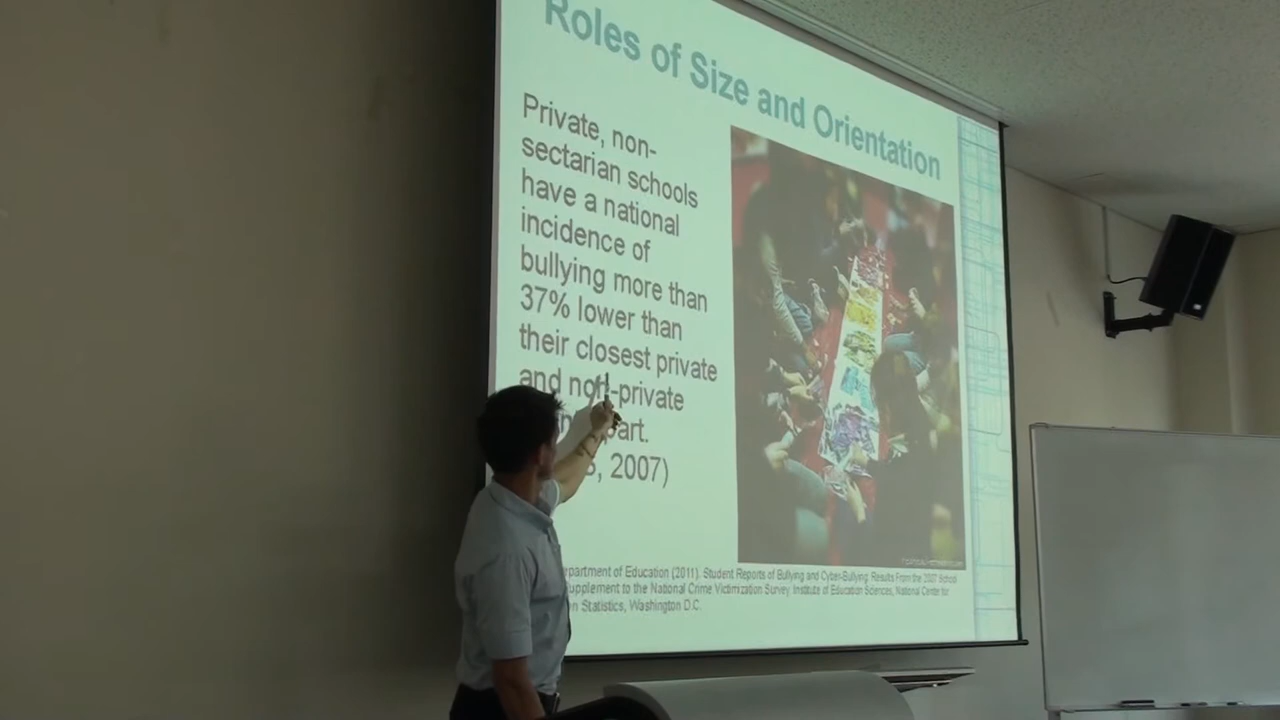 Roles of Size and Orientation
Private, non-
sectarian schools
have a national
incidence of
bullying more than
37% lower than
their closest private
and non-private
part.
2007)
partment of Education (2011). Student Reports of Bullying and Cyber-Bullying: Results From the 2007 School
upplement to the National Crime Victimization Survey. Institute of Education Sciences, National Center for
n Statistics, Washington D.C.